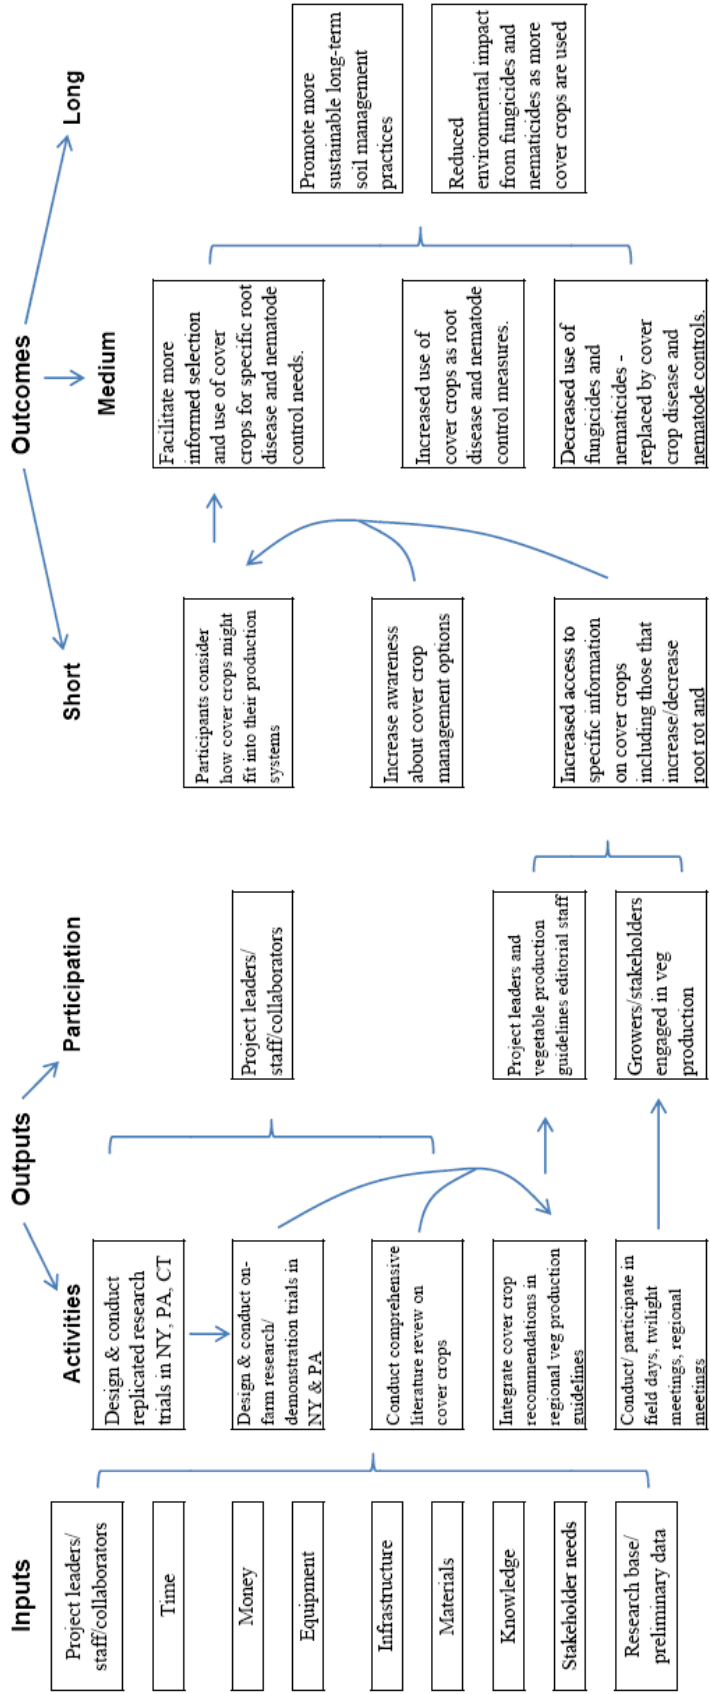 Inputs
Project leaders/
staff/collaborators
Time
Money
Equipment
Infrastructure
Materials
Knowledge
Stakeholder needs
Research base/
preliminary data
Outputs
Activities
Design & conduct
replicated research
trials in NY, PA, CT
Design & conduct on-
farm research/
demonstration trials in
NY & PA
Conduct comprehensive
literature revew on
cover crops
Integrate cover crop
recommendations in
regional veg production
guidelines
Conduct/ participate in
field days, twilight
meetings, regional
meetings
Participation
Project leaders/
staff/collaborators
Project leaders and
vegetable production
guidelines editorial staff
Growers/stakeholders
engaged in veg
production
Outcomes
Short
Participants consider
how cover crops might
fit into their production
systems
Increase awareness
about cover crop
management options
Increased access to
specific information
on cover crops
including those that
increase/decrease
root rot and
Medium
Facilitate more
informed selection
and use of cover
crops for specific root
disease and nematode
control needs.
Increased use of
cover crops as root
disease and nematode
control measures.
Decreased use of
fungicides and
nematicides -
replaced by cover
crop disease and
nematode controls.
Long
Promote more
sustainable long-term
soil management
practices
Reduced
environmental impact
from fungicides and
nematicides as more
cover crops are used